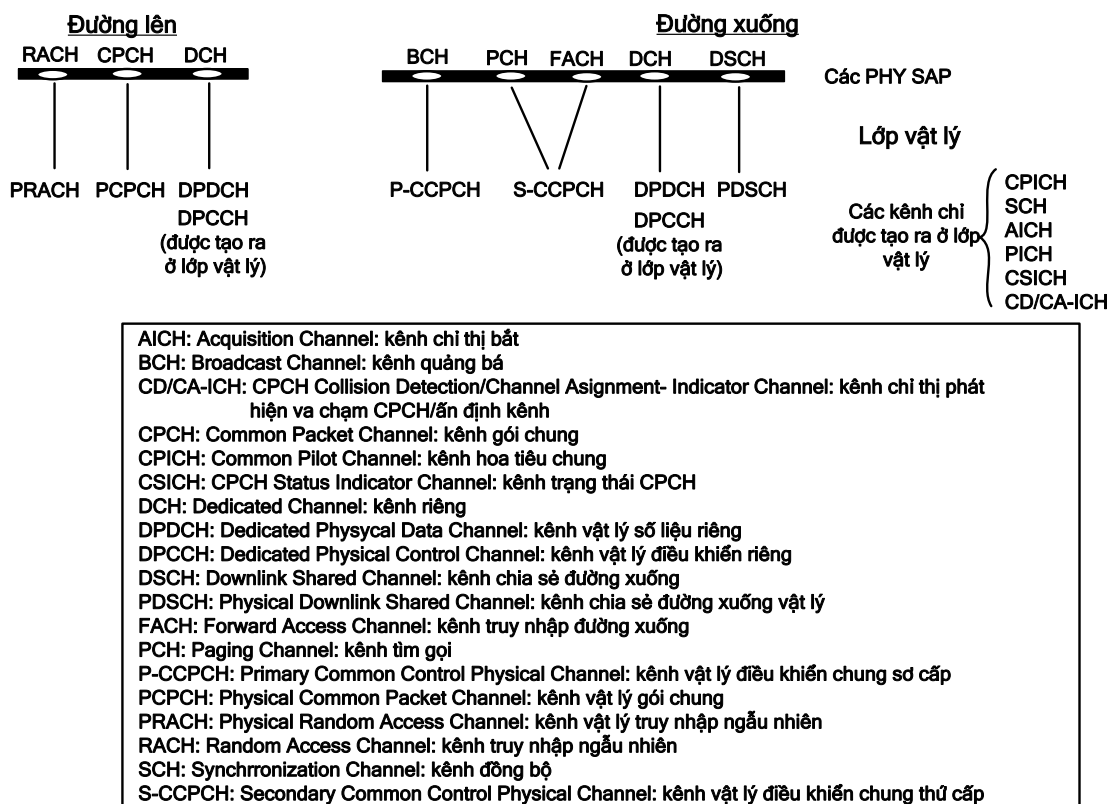 Đường lên
Đường xuống
RACH CPCH DCH
BCH PCH FACH DCH DSCH
Các PHY SAP
Lớp vật lý
PRACH PCPCH DPDCH
DPCCH
(được tạo ra
ở lớp vật lý)
P-CCPCH S-CCPCH DPDCH PDSCH
DPCCH
(được tạo ra
ở lớp vật lý)
Các kênh chỉ
được tạo ra ở lớp
vật lý
CPICH
SCH
AICH
PICH
CSICH
CD/CA-ICH
AICH: Acquisition Channel: kênh chỉ thị bắt
BCH: Broadcast Channel: kênh quảng bá
CD/CA-ICH: CPCH Collision Detection/Channel Asignment- Indicator Channel: kênh chỉ thị phát
hiện va chạm CPCH/ấn định kênh
CPCH: Common Packet Channel: kênh gói chung
CPICH: Common Pilot Channel: kênh hoa tiêu chung
CSICH: CPCH Status Indicator Channel: kênh trạng thái CPCH
DCH: Dedicated Channel: kênh riêng
DPDCH: Dedicated Physycal Data Channel: kênh vật lý số liệu riêng
DPCCH: Dedicated Physical Control Channel: kênh vật lý điều khiển riêng
DSCH: Downlink Shared Channel: kênh chia sẻ đường xuống
PDSCH: Physical Downlink Shared Channel: kênh chia sẻ đường xuống vật lý
FACH: Forward Access Channel: kênh truy nhập đường xuống
PCH: Paging Channel: kênh tìm gọi
P-CCPCH: Primary Common Control Physical Channel: kênh vật lý điều khiển chung sơ cấp
PCPCH: Physical Common Packet Channel: kênh vật lý gói chung
PRACH: Physical Random Access Channel: kênh vật lý truy nhập ngẫu nhiên
RACH: Random Access Channel: kênh truy nhập ngẫu nhiên
SCH: Synchrronization Channel: kênh đồng bộ
S-CCPCH: Secondary Common Control Physical Channel: kênh vật lý điều khiển chung thứ cấp